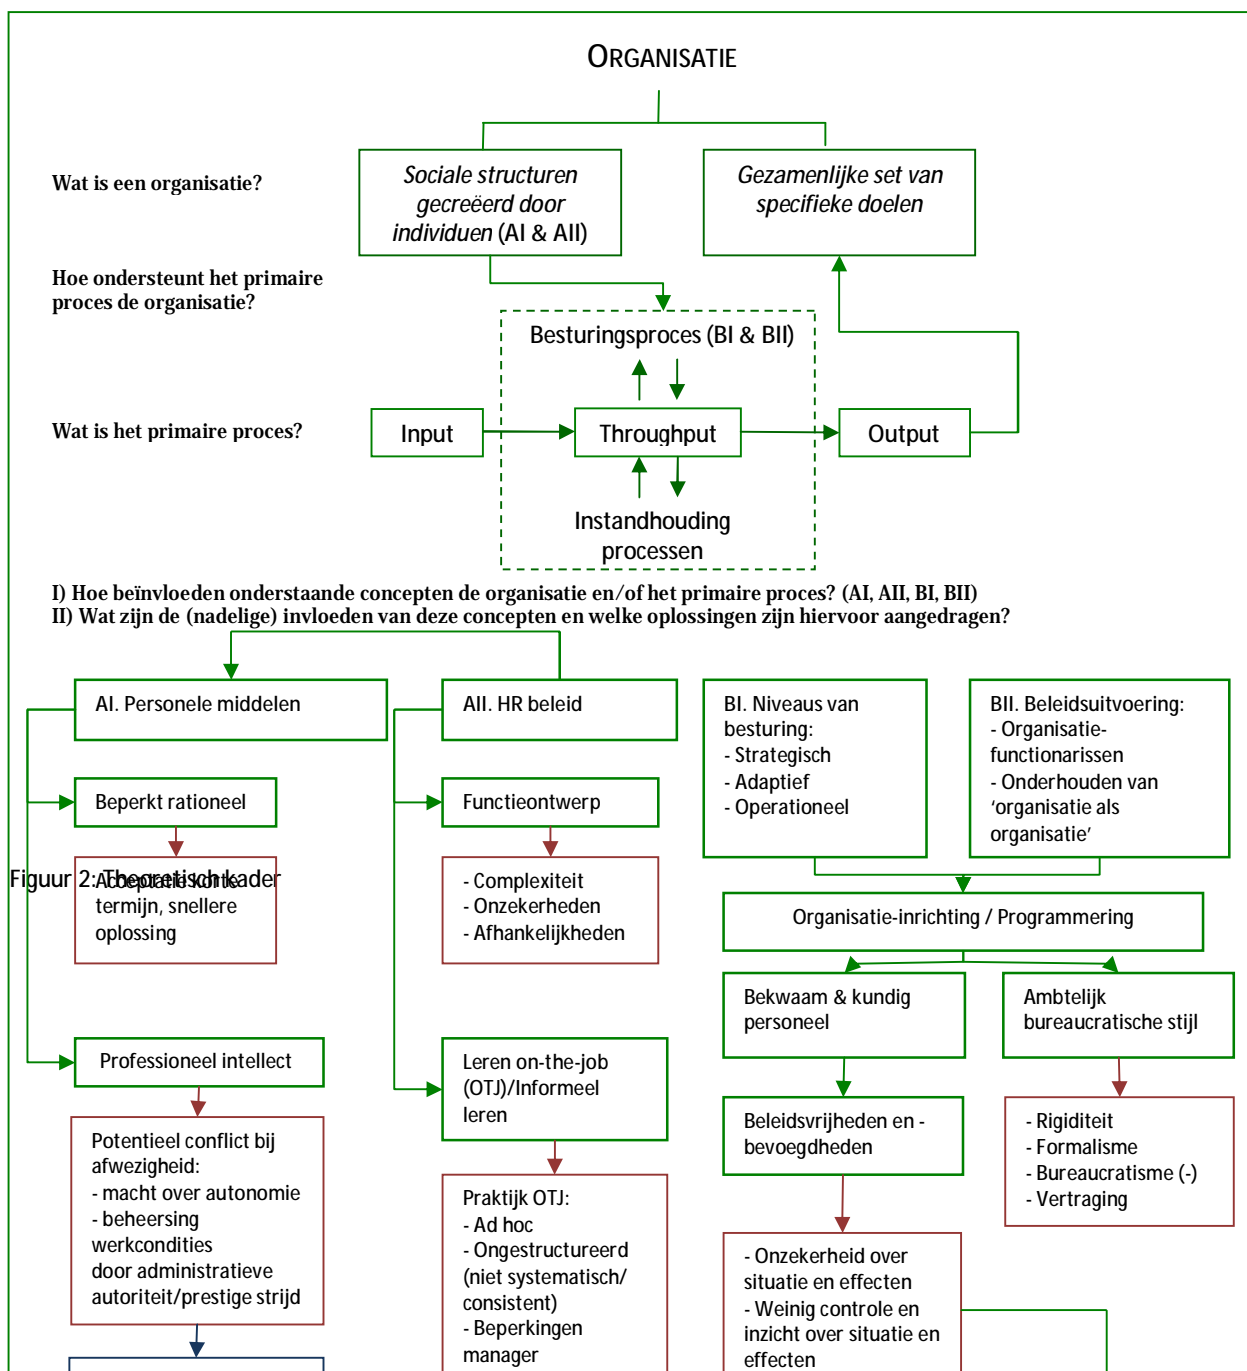 ORGANISATIE
Wat is een organisatie?
Sociale structuren
gecreëerd door
individuen (AI & AII)
Gezamenlijke set van
specifieke doelen
Hoe ondersteunt het primaire
proces de organisatie?
Besturingsproces (BI & BII)
Wat is het primaire proces?
Input
Throughput
Output
Instandhouding
processen
I) Hoe beïnvloeden onderstaande concepten de organisatie en/of het primaire proces? (AI, AII, BI, BII)
II) Wat zijn de (nadelige) invloeden van deze concepten en welke oplossingen zijn hiervoor aangedragen?
AI. Personele middelen
Beperkt rationeel
Acceptatie korte
termijn, snellere
oplossing
Figuur 2: Theoretisch kader
Professioneel intellect
Potentieel conflict bij
afwezigheid:
- macht over autonomie
- beheersing
werkcondities
door administratieve
autoriteit/prestige strijd
AII. HR beleid
Functieontwerp
- Complexiteit
- Onzekerheden
- Afhankelijkheden
Leren on-the-job
(OTJ)/Informeel
leren
Praktijk OTJ:
- Ad hoc
- Ongestructureerd
(niet systematisch/
consistent)
- Beperkingen
manager
BI. Niveaus van
besturing:
- Strategisch
- Adaptief
- Operationeel
BII. Beleidsuitvoering:
- Organisatie-
functionarissen
- Onderhouden van
‘organisatie als
organisatie’
Organisatie-inrichting / Programmering
Bekwaam & kundig
personeel
Beleidsvrijheden en -
bevoegdheden
- Onzekerheid over
situatie en effecten
- Weinig controle en
inzicht over situatie en
effecten
Ambtelijk
bureaucratische stijl
- Rigiditeit
- Formalisme
- Bureaucratisme (-)
- Vertraging